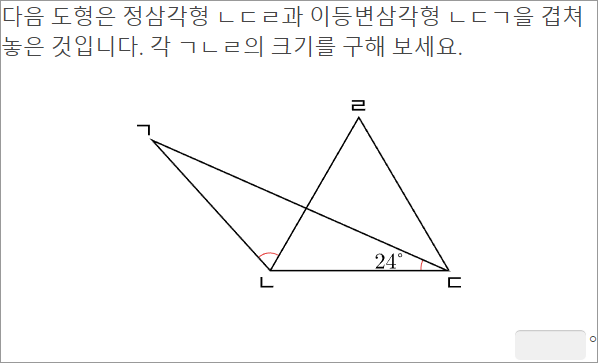 다음 도형은 정삼각형 ㄴㄷㄹ과 이등변삼각형 ㄴㄷㄱ을 겹쳐
놓은 것입니다. 각 ㄱㄴㄹ의 크기를 구해 보세요.
ㄹ
ㄱ
24°
ㄴ
ㄷ
°